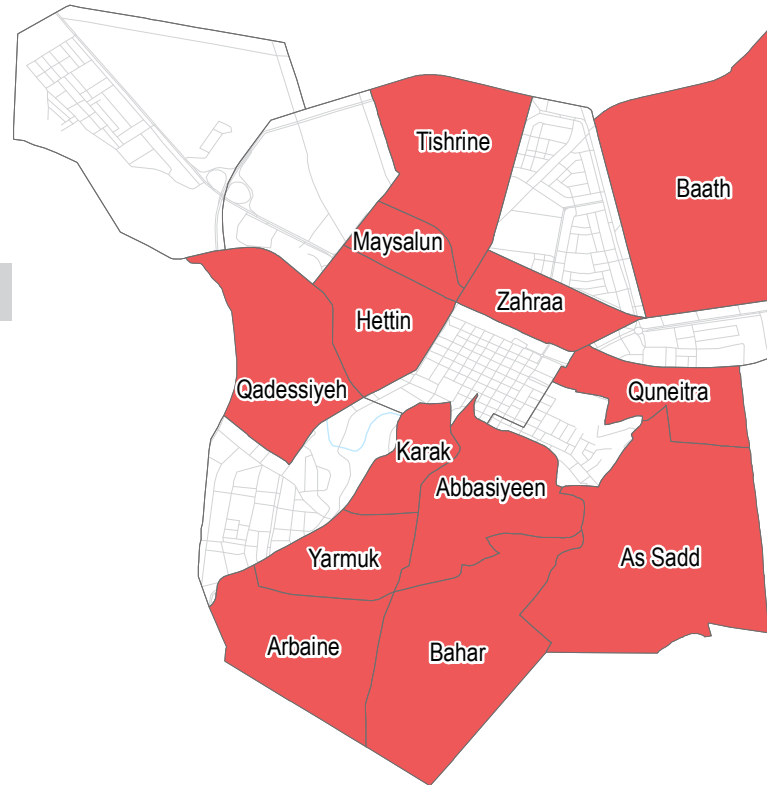 Tishrine
Baath
Maysalun
Zahraa
Hettin
Qadessiyeh
Quneitra
Karak
Abbasiyeen
Yarmuk
As Sadd
Arbaine
Bahar